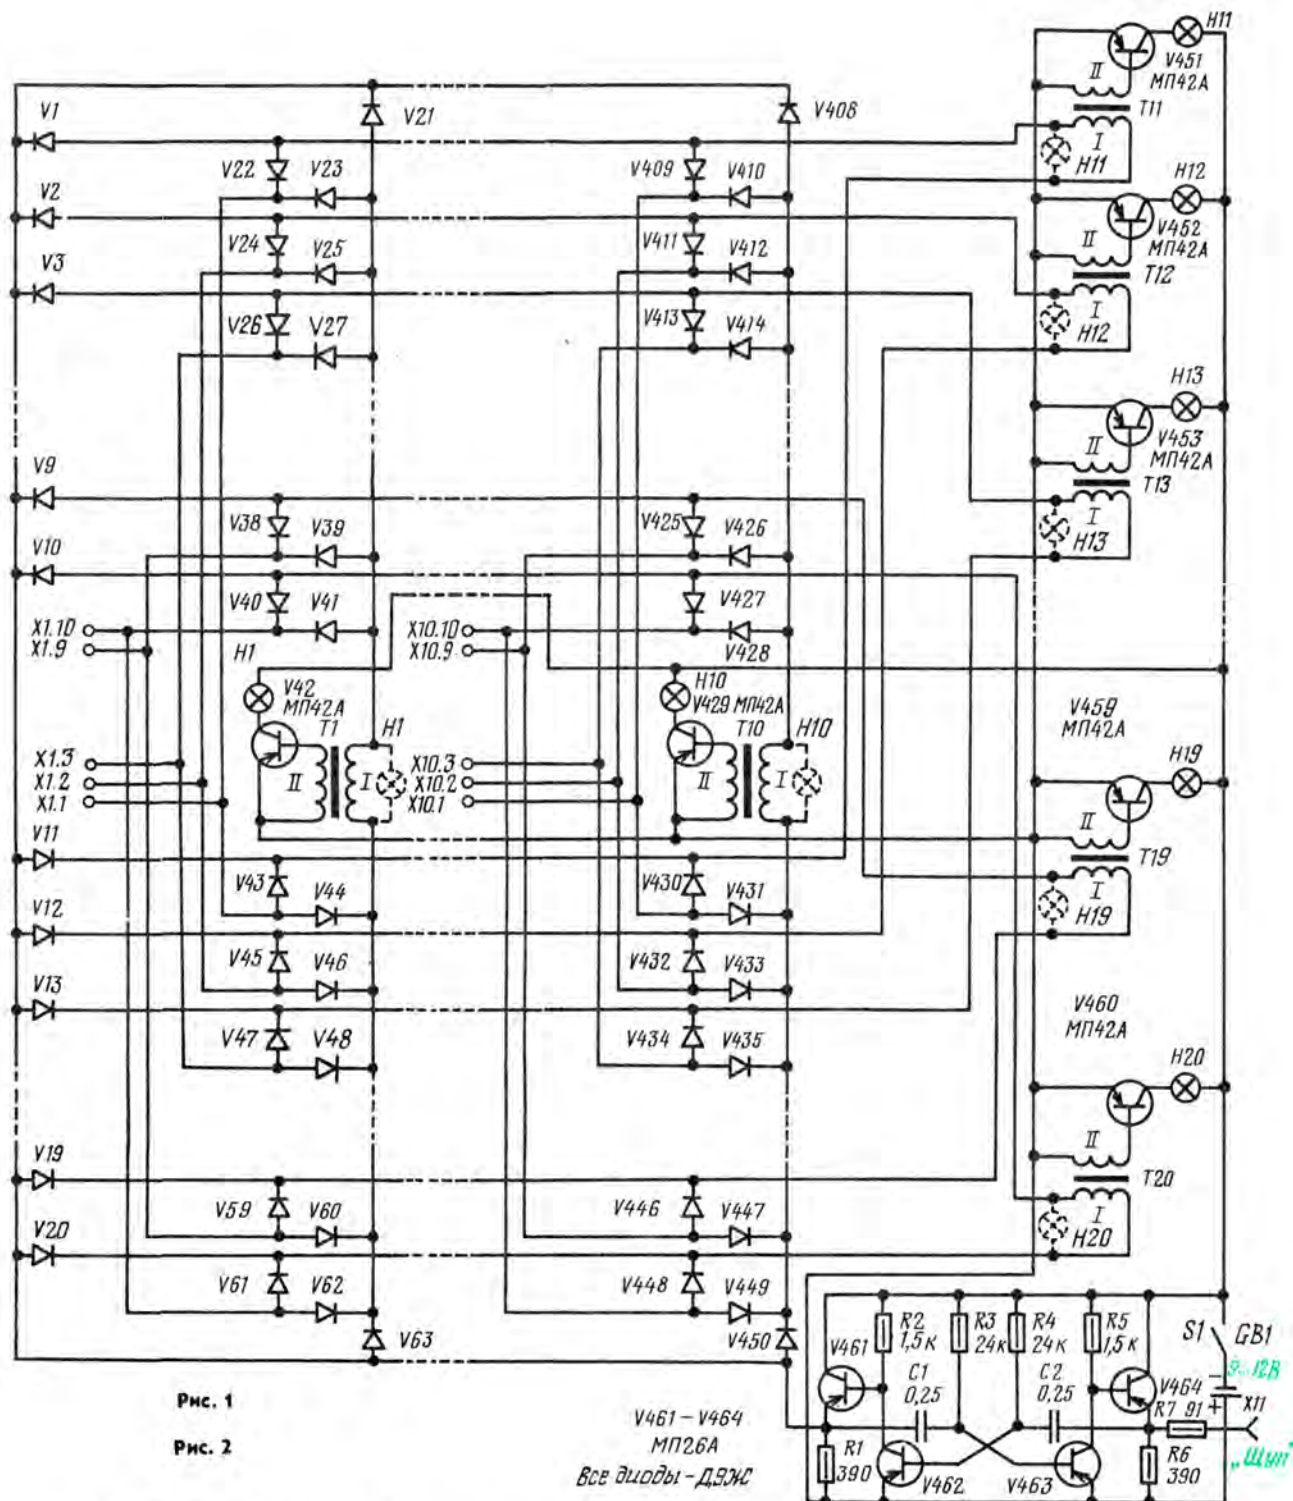 H11
V451
МП42А
II
T11
I
H11
V1
V21
V408
V22
V23
V409
V410
H12
V2
V452
МП42А
II
T12
I
H12
V24
V25
V411
V412
V3
V26
V27
V413
V414
H13
V453
МП42А
II
T13
I
H13
V9
V38
V39
V425
V426
V10
V40
V41
V427
V428
X1.10
X1.9
X10.10
X10.9
H1
V42
МП42А
T1
H1
II
I
H10
V429 МП42А
T10
H10
II
I
V459
МП42А
H19
X1.3
X1.2
X1.1
X10.3
X10.2
X10.1
II
T19
I
H19
V11
V43
V44
V430
V431
V12
V45
V46
V432
V433
V13
V47
V48
V434
V435
V460
МП42А
H20
II
T20
I
H20
V19
V59
V60
V446
V447
V20
V61
V62
V448
V449
V63
V450
V461
R2
1,5к
R3
24к
R4
24к
R5
1,5к
S1
GB1
9...12В
C1
0,25
C2
0,25
V464
R7 91
X11
"Щуп"
R1
390
V462
V463
R6
390
Рис. 1
Рис. 2
V461 – V464
МП26А
Все диоды – Д9Ж